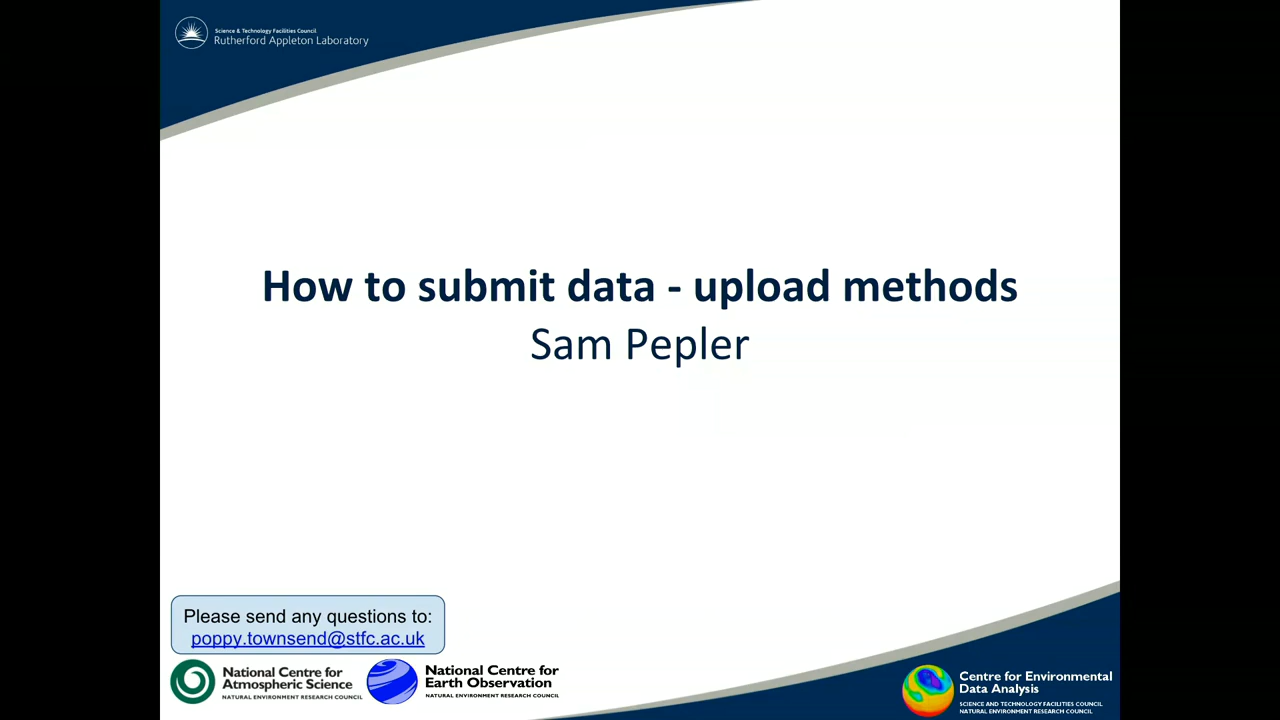 Science & Technology Facilities Council
Rutherford Appleton Laboratory
How to submit data - upload methods
Sam Pepler
Please send any questions to:
poppy.townsend@stfc.ac.uk
National Centre for
Atmospheric Science
NATURAL ENVIRONMENT RESEARCH COUNCIL
National Centre for
Earth Observation
NATURAL ENVIRONMENT RESEARCH COUNCIL
Centre for Environmental
Data Analysis
SCIENCE AND TECHNOLOGY FACILITIES COUNCIL
NATURAL ENVIRONMENT RESEARCH COUNCIL